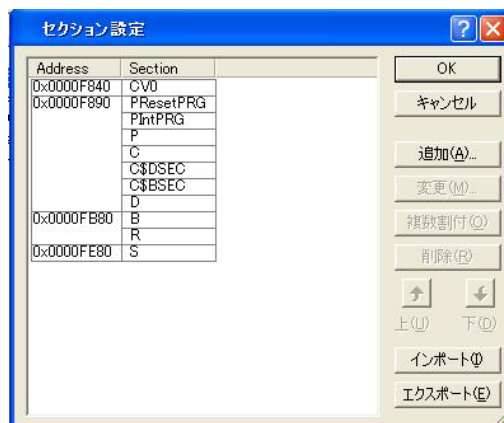 セクション設定
Address Section
0x0000F840 CV0
0x0000F890 PResetPRG
PIntPRG
P
C
C$DSEC
C$BSEC
D
0x0000FB80 B
R
0x0000FE80 S
OK
キャンセル
追加(A)...
変更(M)...
複数割付(O)
削除(R)
上(U) 下(D)
インポート(I)
エクスポート(E)